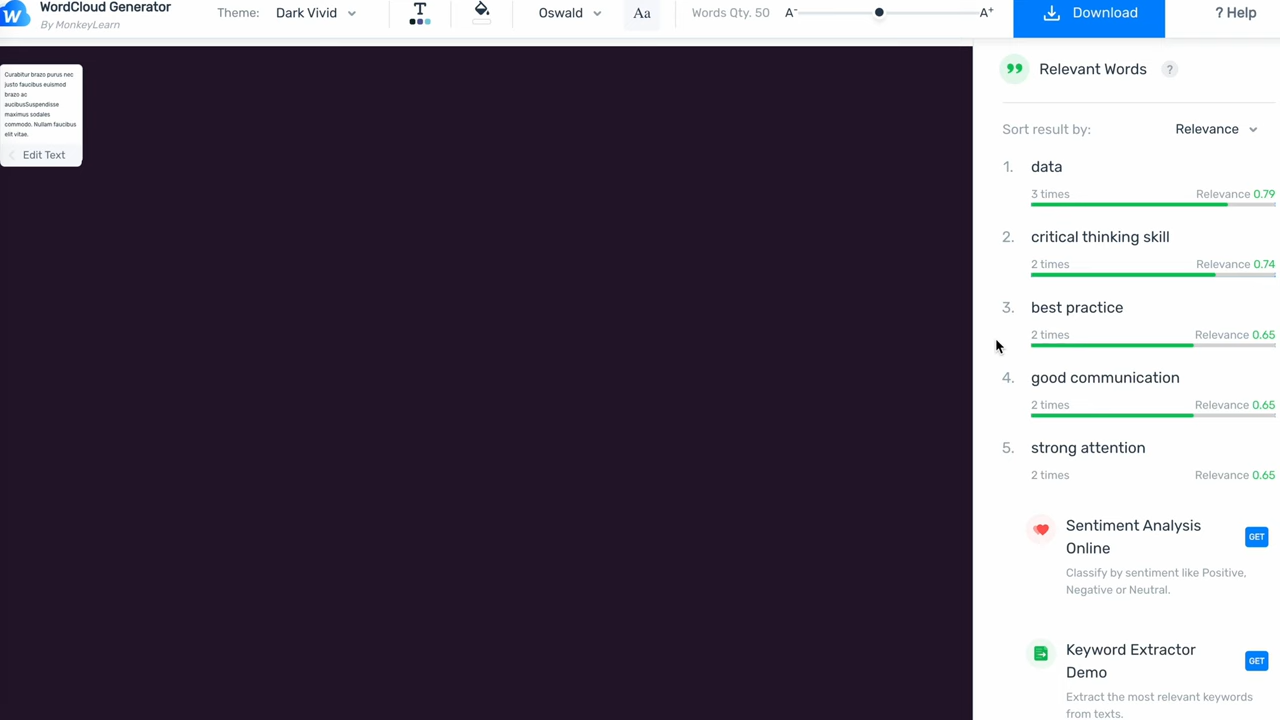 WordCloud Generator
By MonkeyLearn
Theme: Dark Vivid
T
Oswald
Aa
Words Qty. 50
A-
A+
Download
? Help
Curabitur brazo purus nec
justo faucibus euismod
brazo ac
aucibusSuspendisse
maximus sodales
commodo. Nullam faucibus
elit vitae.
Edit Text
Relevant Words ?
Sort result by: Relevance
1. data
3 times Relevance 0.79
2. critical thinking skill
2 times Relevance 0.74
3. best practice
2 times Relevance 0.65
4. good communication
2 times Relevance 0.65
5. strong attention
2 times Relevance 0.65
Sentiment Analysis
Online
GET
Classify by sentiment like Positive,
Negative or Neutral.
Keyword Extractor
Demo
GET
Extract the most relevant keywords
from texts.